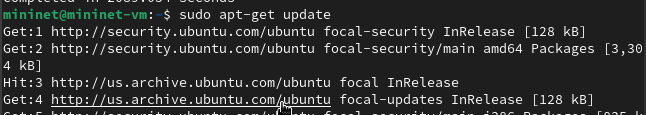 mininet@mininet-vm:~$ sudo apt-get update
Get:1 http://security.ubuntu.com/ubuntu focal-security InRelease [128 kB]
Get:2 http://security.ubuntu.com/ubuntu focal-security/main amd64 Packages [3,30
4 kB]
Hit:3 http://us.archive.ubuntu.com/ubuntu focal InRelease
Get:4 http://us.archive.ubuntu.com/ubuntu focal-updates InRelease [128 kB]